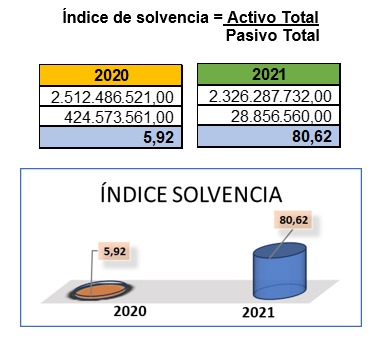 Índice de solvencia = Activo Total
Pasivo Total
2020 2021
2.512.486.521,00 2.326.287.732,00
424.573.561,00 28.856.560,00
5,92 80,62
ÍNDICE SOLVENCIA
80,62
5,92
2020 2021